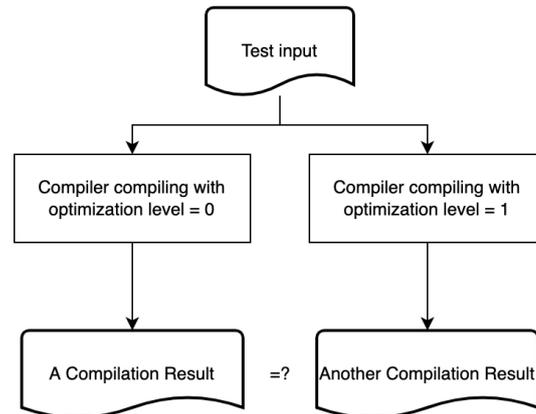 Test input
Compiler compiling with
optimization level = 0
Compiler compiling with
optimization level = 1
A Compilation Result
=?
Another Compilation Result